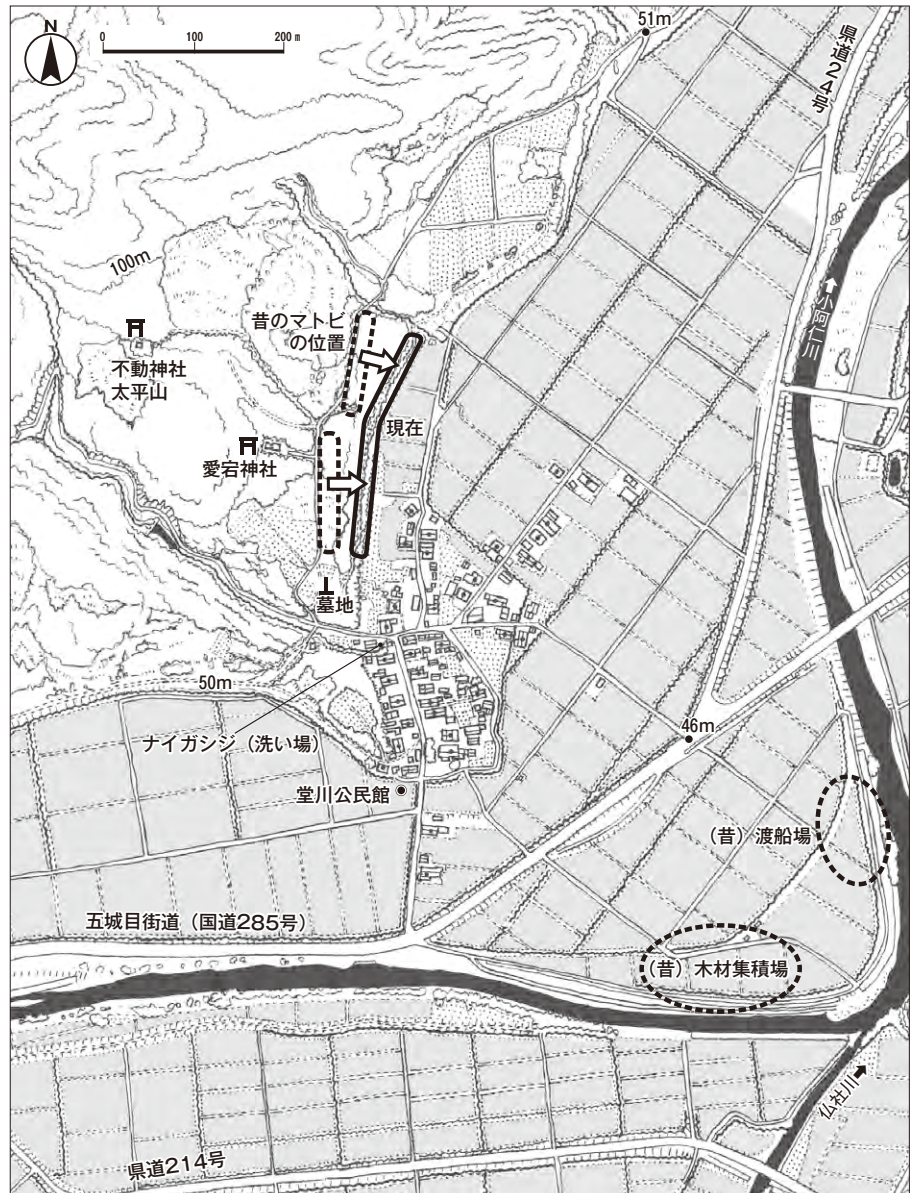 N
0 100 200 m
51m
県道24号
100m
昔のマトビ
の位置
小阿仁川
不動神社
太平山
現在
愛宕神社
墓地
50m
46m
ナイガシジ（洗い場）
堂川公民館
（昔）渡船場
五城目街道（国道285号）
（昔）木材集積場
仏社川
県道214号